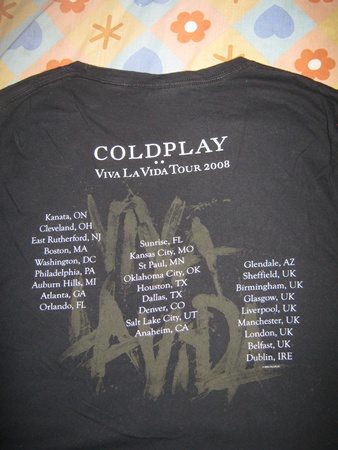 COLDPLAY
VIVA LA VIDA TOUR 2008
Kanata, ON
Cleveland, OH
East Rutherford, NJ
Boston, MA
Washington, DC
Philadelphia, PA
Auburn Hills, MI
Atlanta, GA
Orlando, FL
Sunrise, FL
Kansas City, MO
St Paul, MN
Oklahoma City, OK
Houston, TX
Dallas, TX
Denver, CO
Salt Lake City, UT
Anaheim, CA
Glendale, AZ
Sheffield, UK
Birmingham, UK
Glasgow, UK
Liverpool, UK
Manchester, UK
London, UK
Belfast, UK
Dublin, IRE
VIVA
LA
VIDA